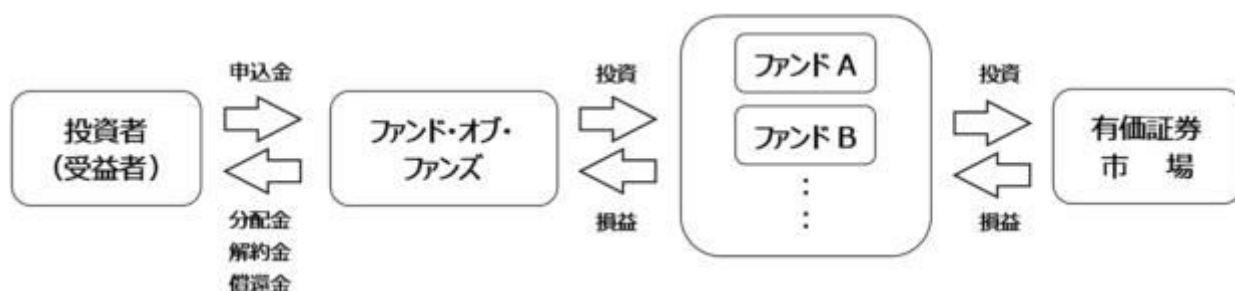 投資者
（受益者）
申込金
分配金
解約金
償還金
ファンド・オブ・
ファンズ
投資
損益
ファンド A
ファンド B
：
：
投資
損益
有価証券
市　場